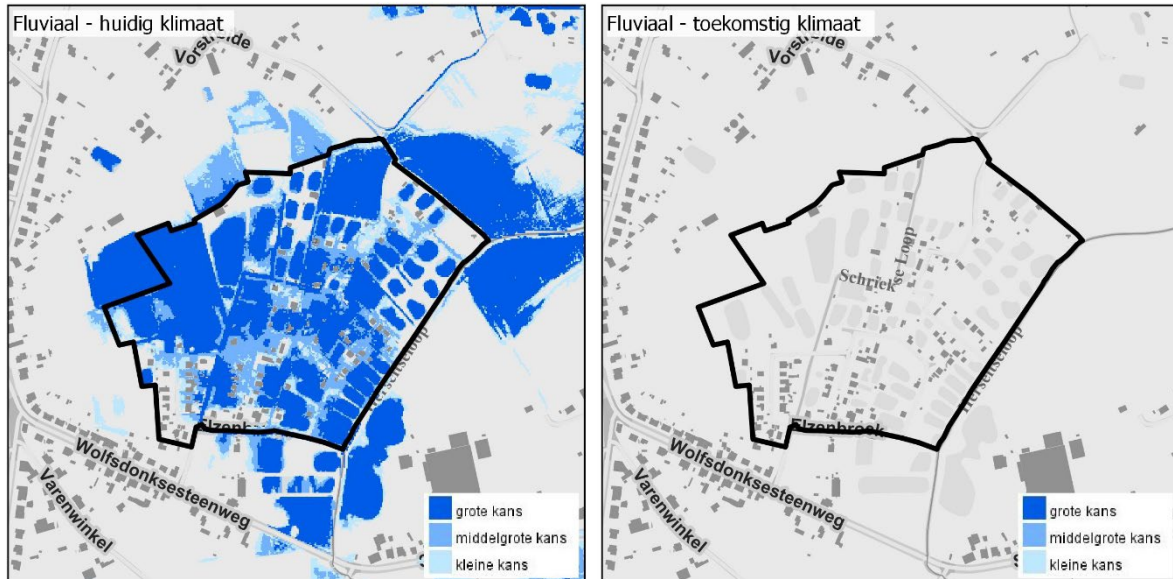 Fluviaal - huidig klimaat
Vorstheide
Wolfsdonksesteenweg
Varenwinkel
grote kans
middelgrote kans
kleine kans
Fluviaal - toekomstig klimaat
Vorstheide
Schriekse Loop
Elzenbroek
Wolfsdonksesteenweg
Varenwinkel
grote kans
middelgrote kans
kleine kans